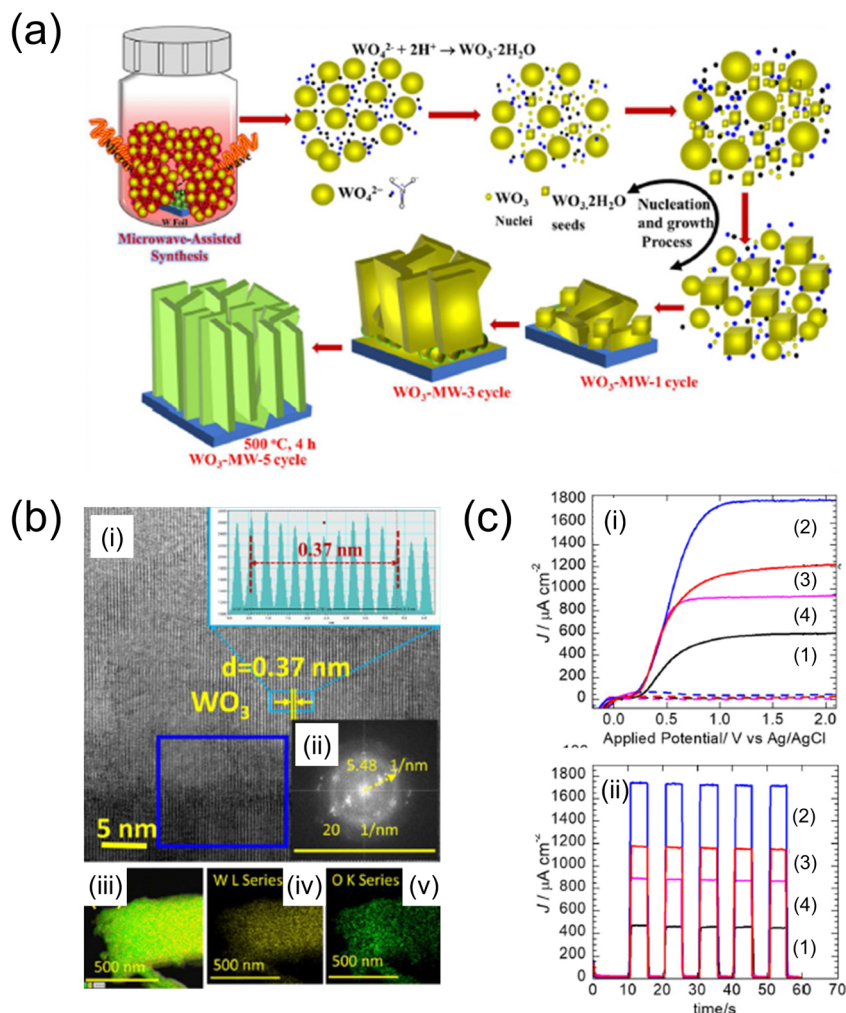 (a)
WO₄²⁻ + 2H⁺ → WO₃·2H₂O
W Foil
Microwave-Assisted
Synthesis
WO₄²⁻
WO₃
Nuclei
WO₃.2H₂O
seeds
Nucleation
and growth
Process
WO₃-MW-1 cycle
WO₃-MW-3 cycle
500 °C, 4 h
WO₃-MW-5 cycle
(b)
(i)
0.37 nm
d=0.37 nm
WO₃
(ii)
5.48 1/nm
20 1/nm
5 nm
(iii)
500 nm
W L Series
(iv)
500 nm
O K Series
(v)
500 nm
(c)
(i)
1800
1600
1400
1200
1000
800
600
400
200
0
J / µA cm⁻²
(2)
(3)
(4)
(1)
0.0 0.5 1.0 1.5 2.0
Applied Potential/ V vs Ag/AgCl
(ii)
1800
1600
1400
1200
1000
800
600
400
200
0
J / µA cm⁻²
(2)
(3)
(4)
(1)
0 10 20 30 40 50 60 70
time/s